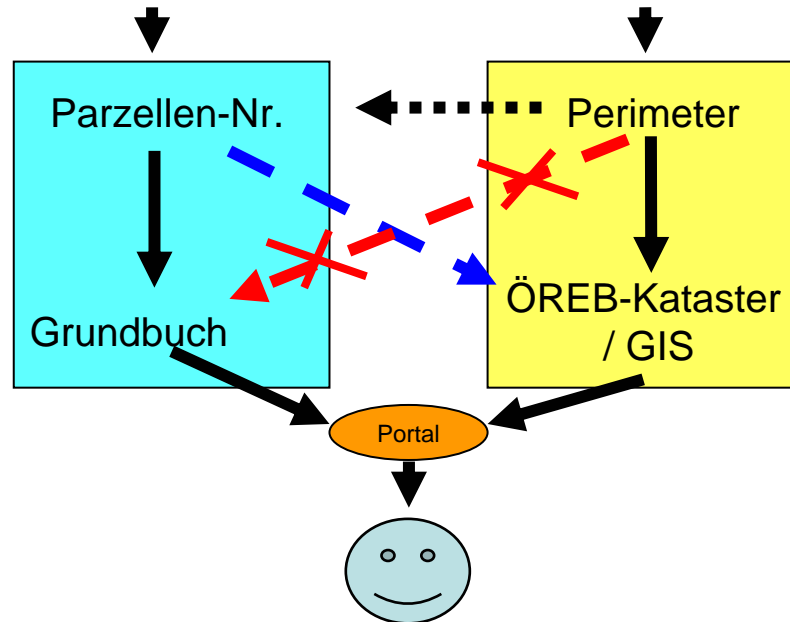 Parzellen-Nr.
Perimeter
Grundbuch
ÖREB-Kataster
/ GIS
Portal